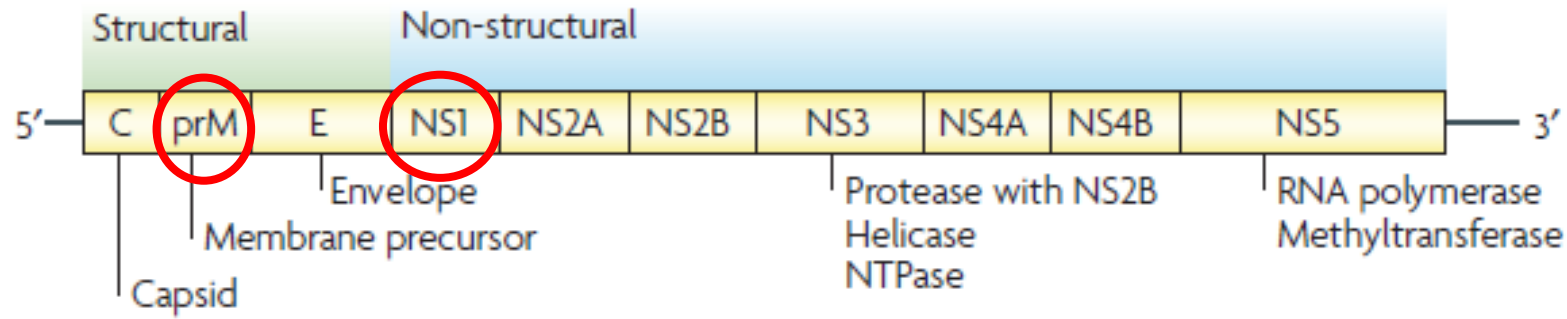 Structural Non-structural
5′ C prM E NS1 NS2A NS2B NS3 NS4A NS4B NS5 3′
Envelope
Membrane precursor
Capsid
Protease with NS2B
Helicase
NTPase
RNA polymerase
Methyltransferase